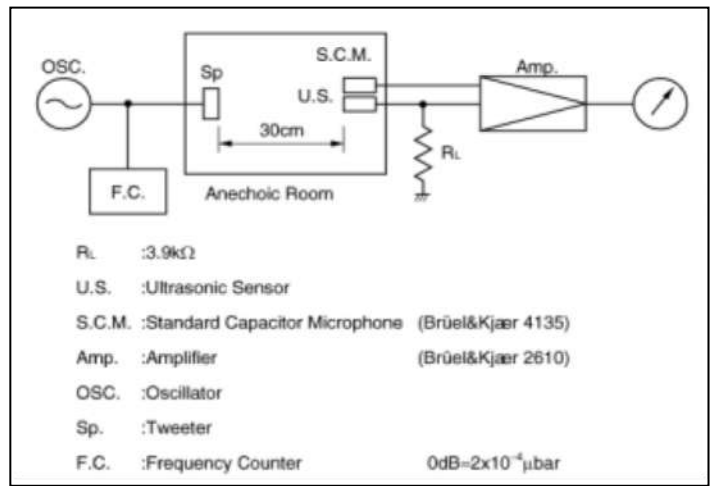 OSC.
Sp
S.C.M.
U.S.
Amp.
30cm
RL
F.C.
Anechoic Room
RL :3.9kΩ
U.S. :Ultrasonic Sensor
S.C.M. :Standard Capacitor Microphone (Brüel&Kjær 4135)
Amp. :Amplifier (Brüel&Kjær 2610)
OSC. :Oscillator
Sp. :Tweeter
F.C. :Frequency Counter 0dB=2x10⁻⁴μbar